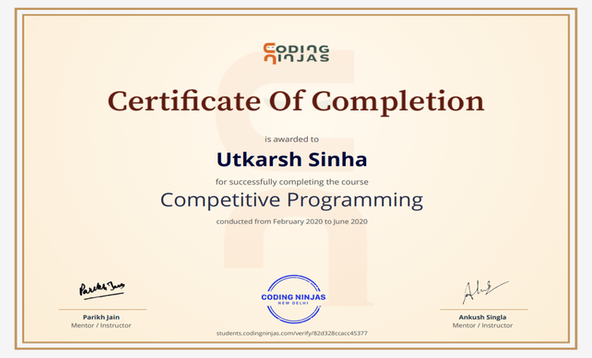 CODING
NINJAS
Certificate Of Completion
is awarded to
Utkarsh Sinha
for successfully completing the course
Competitive Programming
conducted from February 2020 to June 2020
Parikh Jain
CODING NINJAS
NEW DELHI
Parikh Jain
Mentor / Instructor
Ankush Singla
Mentor / Instructor
students.codingninjas.com/verify/82d328ccacc45377